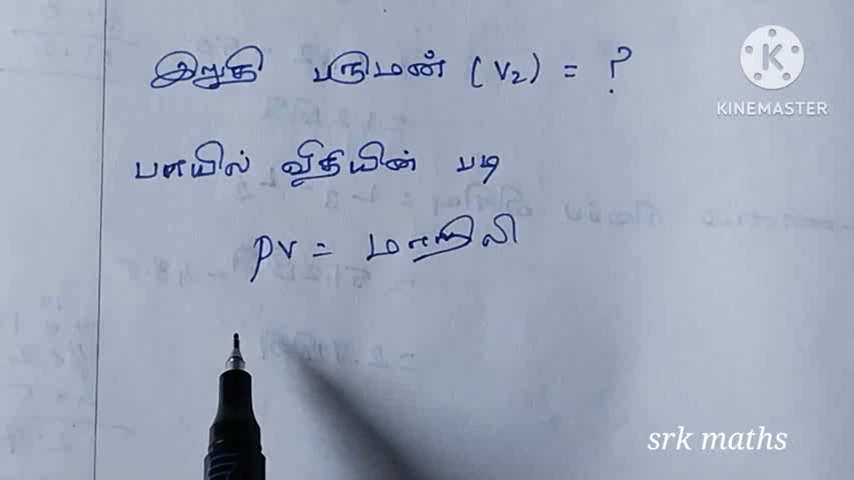 இறுதி பருமன் (V₂) = ?
KINEMASTER
பாயில் விதியின் படி
PV = மாறிலி
srk maths